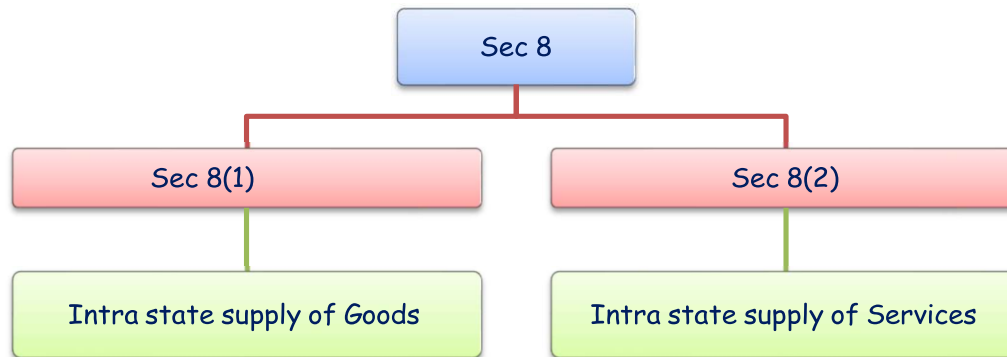 Sec 8
Sec 8(1)
Sec 8(2)
Intra state supply of Goods
Intra state supply of Services